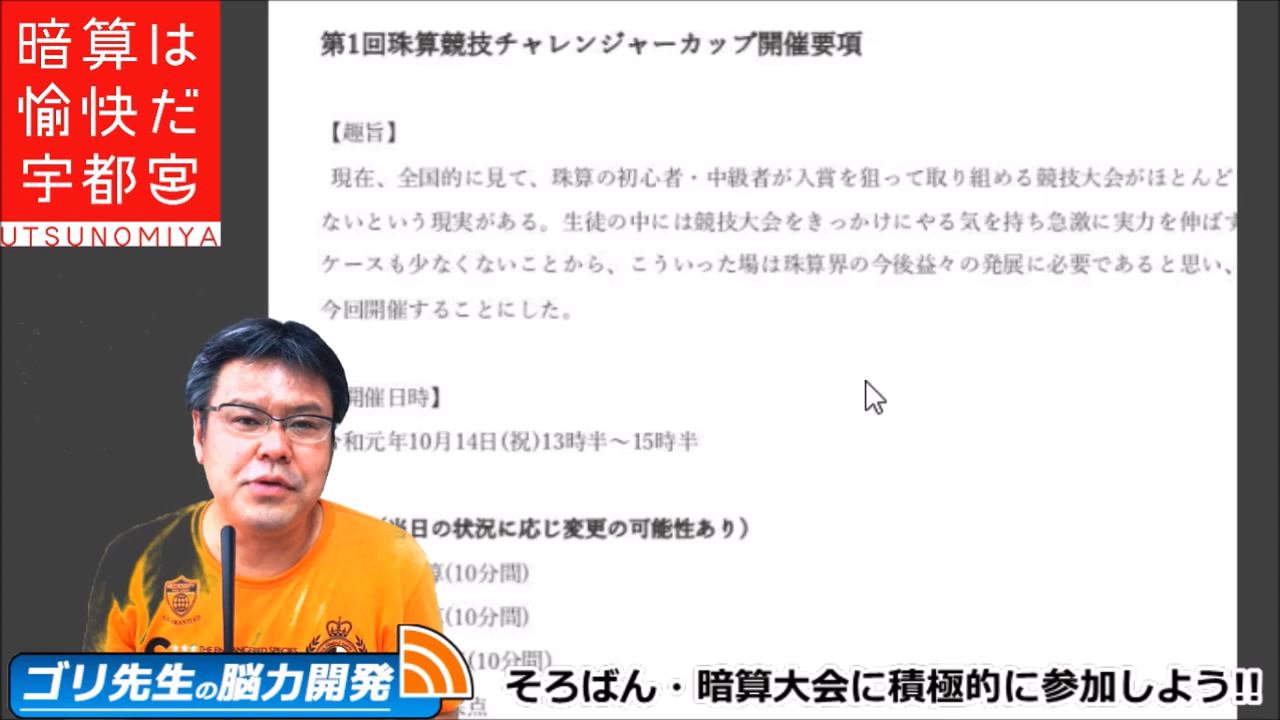 暗算は
愉快だ
宇都宮
UTSUNOMIYA
第1回珠算競技チャレンジャーカップ開催要項
【趣旨】
現在、全国的に見て、珠算の初心者・中級者が入賞を狙って取り組める競技大会がほとんど
ないという現実がある。生徒の中には競技大会をきっかけにやる気を持ち急激に実力を伸ばす
ケースも少なくないことから、こういった場は珠算界の今後益々の発展に必要であると思い、
今回開催することにした。
開催日時】
和元年10月14日(祝)13時半～15時半
(当日の状況に応じ変更の可能性あり)
算(10分間)
(10分間)
(10分間)
点
ゴリ先生の脳力開発
そろばん・暗算大会に積極的に参加しよう!!